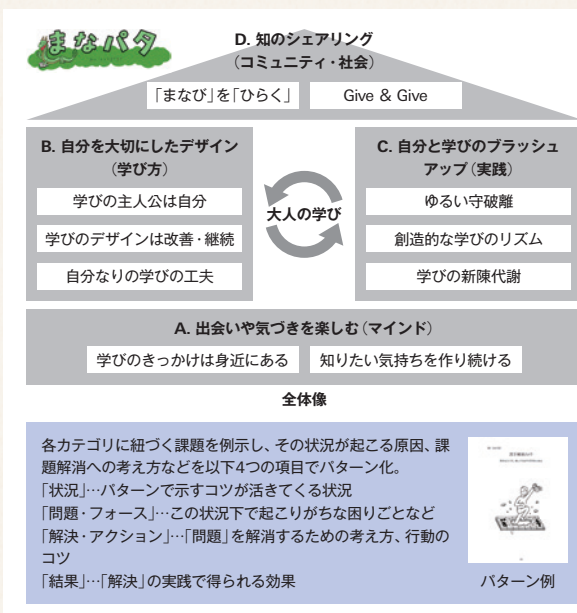 まなパタ
D. 知のシェアリング
（コミュニティ・社会）
「まなび」を「ひらく」
Give & Give
B. 自分を大切にしたデザイン
（学び方）
学びの主人公は自分
学びのデザインは改善・継続
自分なりの学びの工夫
大人の学び
C. 自分と学びのブラッシュ
アップ（実践）
ゆるい守破離
創造的な学びのリズム
学びの新陳代謝
A. 出会いや気づきを楽しむ（マインド）
学びのきっかけは身近にある
知りたい気持ちを作り続ける
全体像
各カテゴリに紐づく課題を例示し、その状況が起こる原因、課
題解消への考え方などを以下4つの項目でパターン化。
「状況」…パターンで示すコツが活きてくる状況
「問題・フォース」…この状況下で起こりがちな困りごとなど
「解決・アクション」…「問題」を解消するための考え方、行動の
コツ
「結果」…「解決」の実践で得られる効果
パターン例